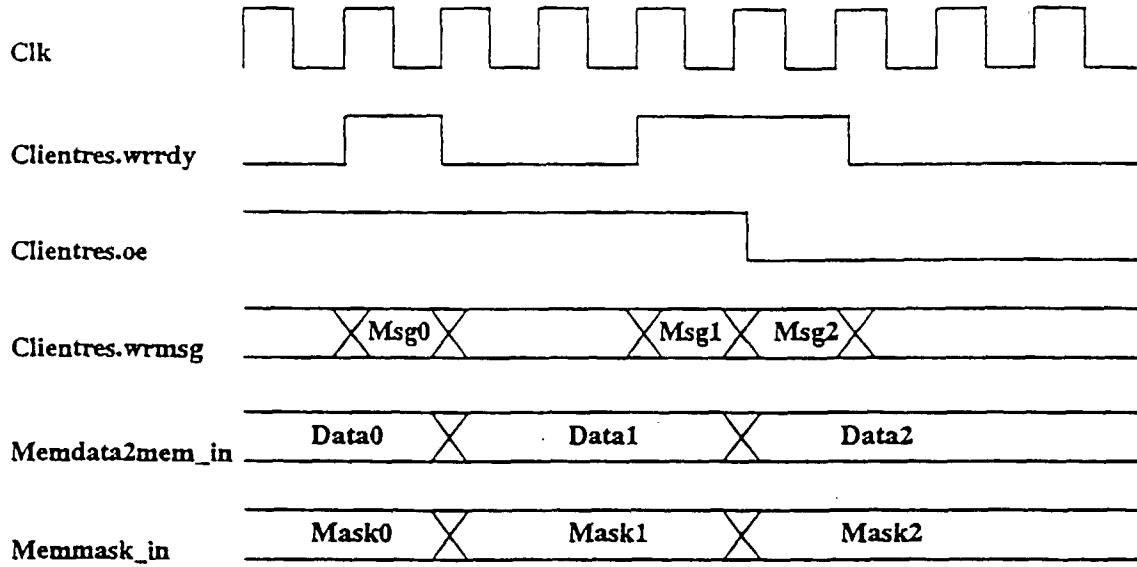 Clk
Clientres.wrrdy
Clientres.oe
Clientres.wrmsg Msg0 Msg1 Msg2
Memdata2mem_in Data0 Data1 Data2
Memmask_in Mask0 Mask1 Mask2